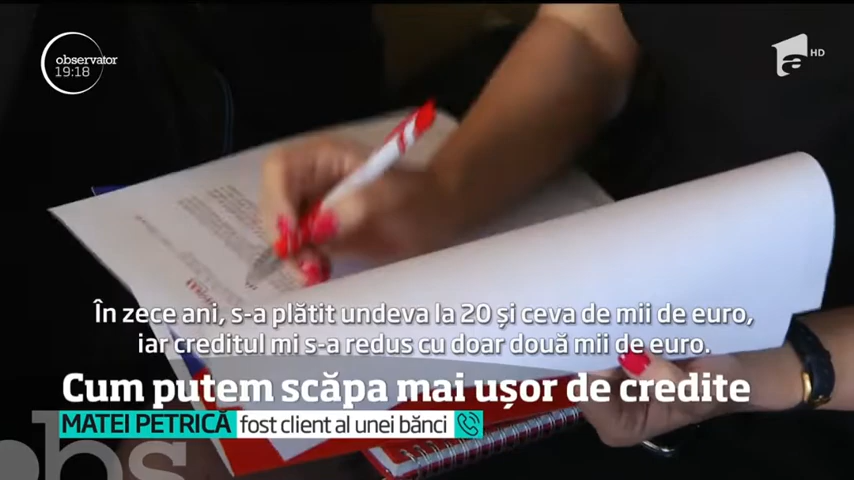 observator
19:18
a HD
În zece ani, s-a plătit undeva la 20 și ceva de mii de euro,
iar creditul mi s-a redus cu doar două mii de euro.
Cum putem scăpa mai ușor de credite
MATEI PETRICĂ fost client al unei bănci
obs